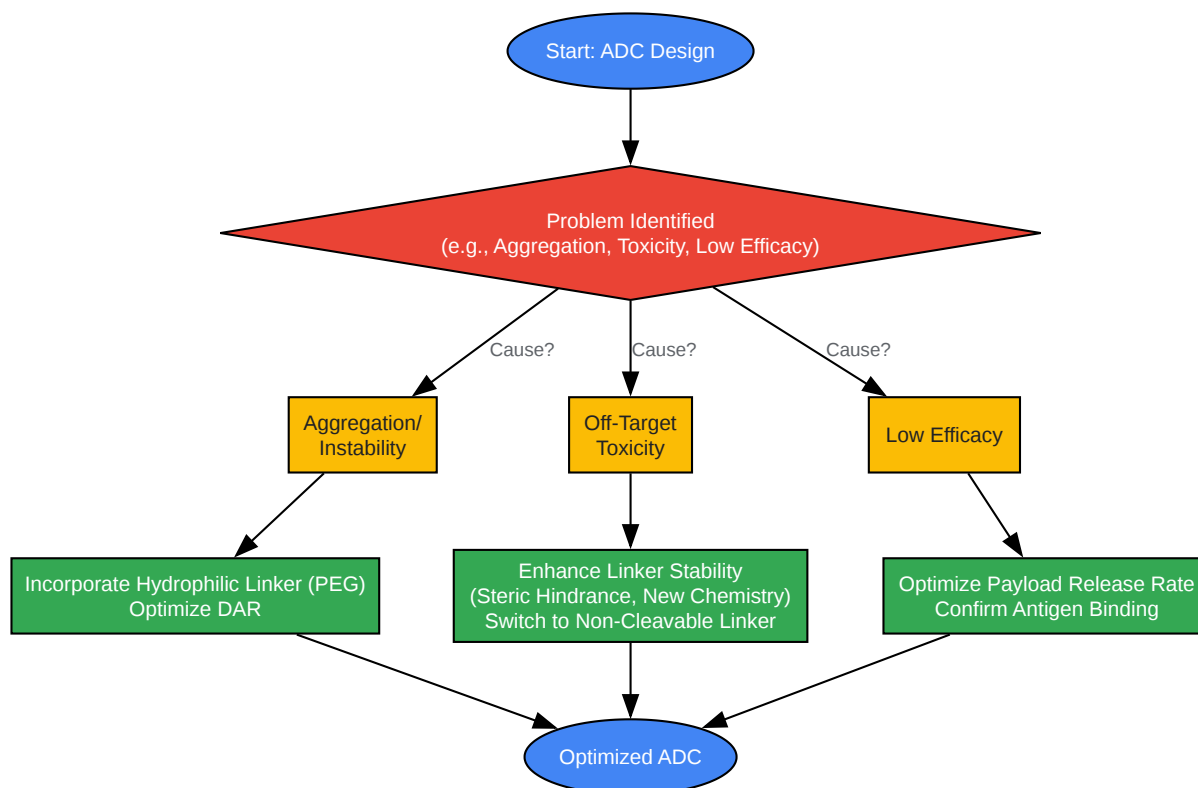 Start: ADC Design
Problem Identified
(e.g., Aggregation, Toxicity, Low Efficacy)
Cause?
Cause?
Cause?
Aggregation/
Instability
Off-Target
Toxicity
Low Efficacy
Incorporate Hydrophilic Linker (PEG)
Optimize DAR
Enhance Linker Stability
(Steric Hindrance, New Chemistry)
Switch to Non-Cleavable Linker
Optimize Payload Release Rate
Confirm Antigen Binding
Optimized ADC